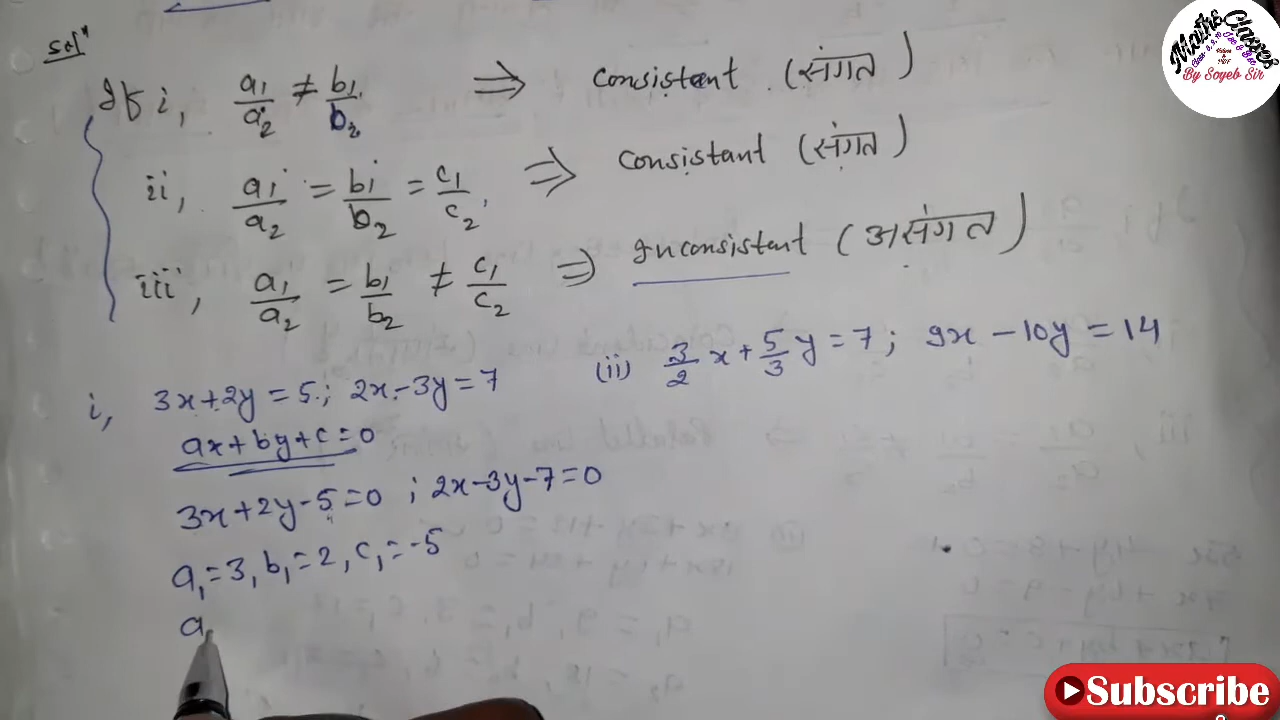 Solⁿ
If i, a₁/a₂ ≠ b₁/b₂ ⇒ consistent (संगत)
ii, a₁/a₂ = b₁/b₂ = c₁/c₂, ⇒ consistant (संगत)
iii, a₁/a₂ = b₁/b₂ ≠ c₁/c₂ ⇒ Inconsistant (असंगत)
i, 3x+2y=5; 2x-3y=7 (ii) 3/2 x + 5/3 y = 7; 9x - 10y = 14
ax+by+c=0
3x+2y-5=0 ; 2x-3y-7=0
a₁=3, b₁=2, c₁=-5
a
Maths Classes
By Soyeb Sir
Subscribe